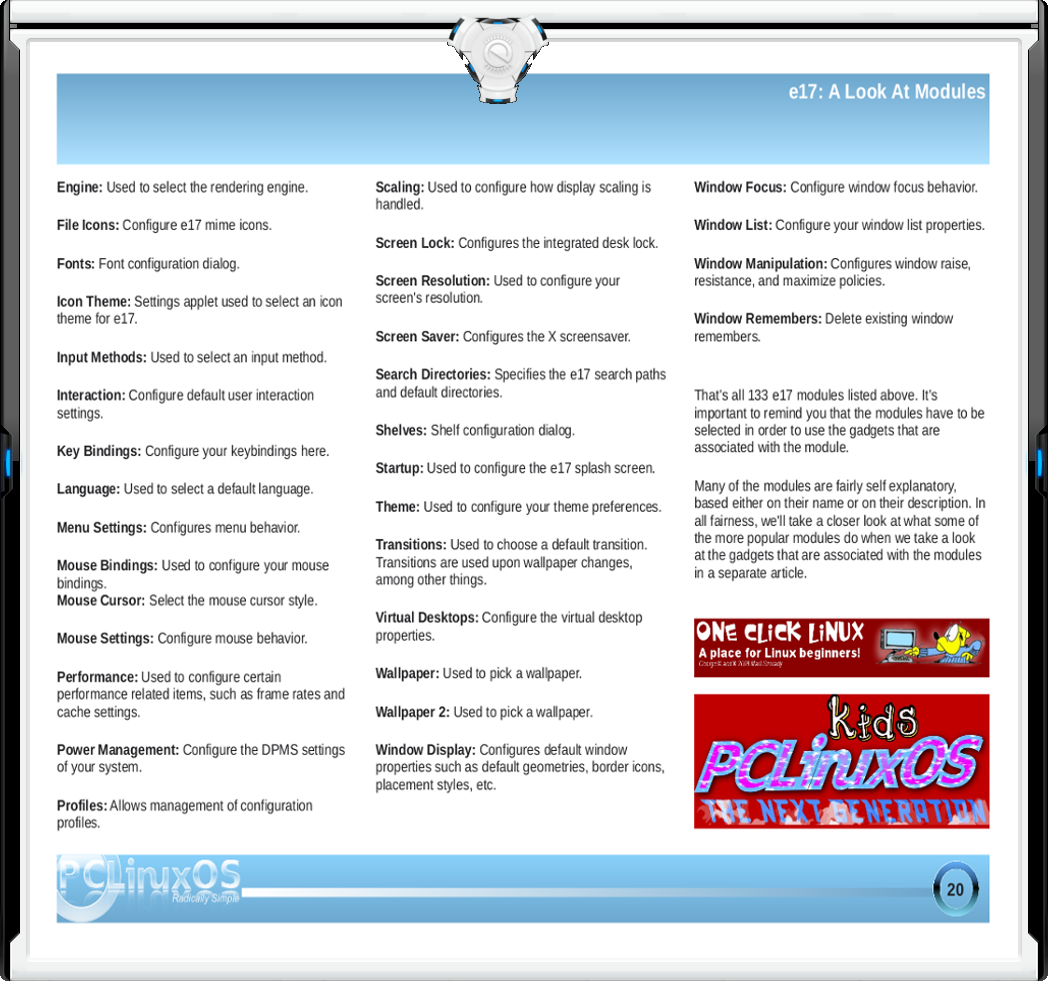 e17: A Look At Modules
Engine: Used to select the rendering engine.
File Icons: Configure e17 mime icons.
Fonts: Font configuration dialog.
Icon Theme: Settings applet used to select an icon
theme for e17.
Input Methods: Used to select an input method.
Interaction: Configure default user interaction
settings.
Key Bindings: Configure your keybindings here.
Language: Used to select a default language.
Menu Settings: Configures menu behavior.
Mouse Bindings: Used to configure your mouse
bindings.
Mouse Cursor: Select the mouse cursor style.
Mouse Settings: Configure mouse behavior.
Performance: Used to configure certain
performance related items, such as frame rates and
cache settings.
Power Management: Configure the DPMS settings
of your system.
Profiles: Allows management of configuration
profiles.
Scaling: Used to configure how display scaling is
handled.
Screen Lock: Configures the integrated desk lock.
Screen Resolution: Used to configure your
screen's resolution.
Screen Saver: Configures the X screensaver.
Search Directories: Specifies the e17 search paths
and default directories.
Shelves: Shelf configuration dialog.
Startup: Used to configure the e17 splash screen.
Theme: Used to configure your theme preferences.
Transitions: Used to choose a default transition.
Transitions are used upon wallpaper changes,
among other things.
Virtual Desktops: Configure the virtual desktop
properties.
Wallpaper: Used to pick a wallpaper.
Wallpaper 2: Used to pick a wallpaper.
Window Display: Configures default window
properties such as default geometries, border icons,
placement styles, etc.
Window Focus: Configure window focus behavior.
Window List: Configure your window list properties.
Window Manipulation: Configures window raise,
resistance, and maximize policies.
Window Remembers: Delete existing window
remembers.
That's all 133 e17 modules listed above. It's
important to remind you that the modules have to be
selected in order to use the gadgets that are
associated with the module.
Many of the modules are fairly self explanatory,
based either on their name or on their description. In
all fairness, we'll take a closer look at what some of
the more popular modules do when we take a look
at the gadgets that are associated with the modules
in a separate article.
ONE CLICK LINUX
A place for Linux beginners!
Kids
PCLinuxOS
THE NEXT GENERATION
PCLinuxOS
Radically Simple
20